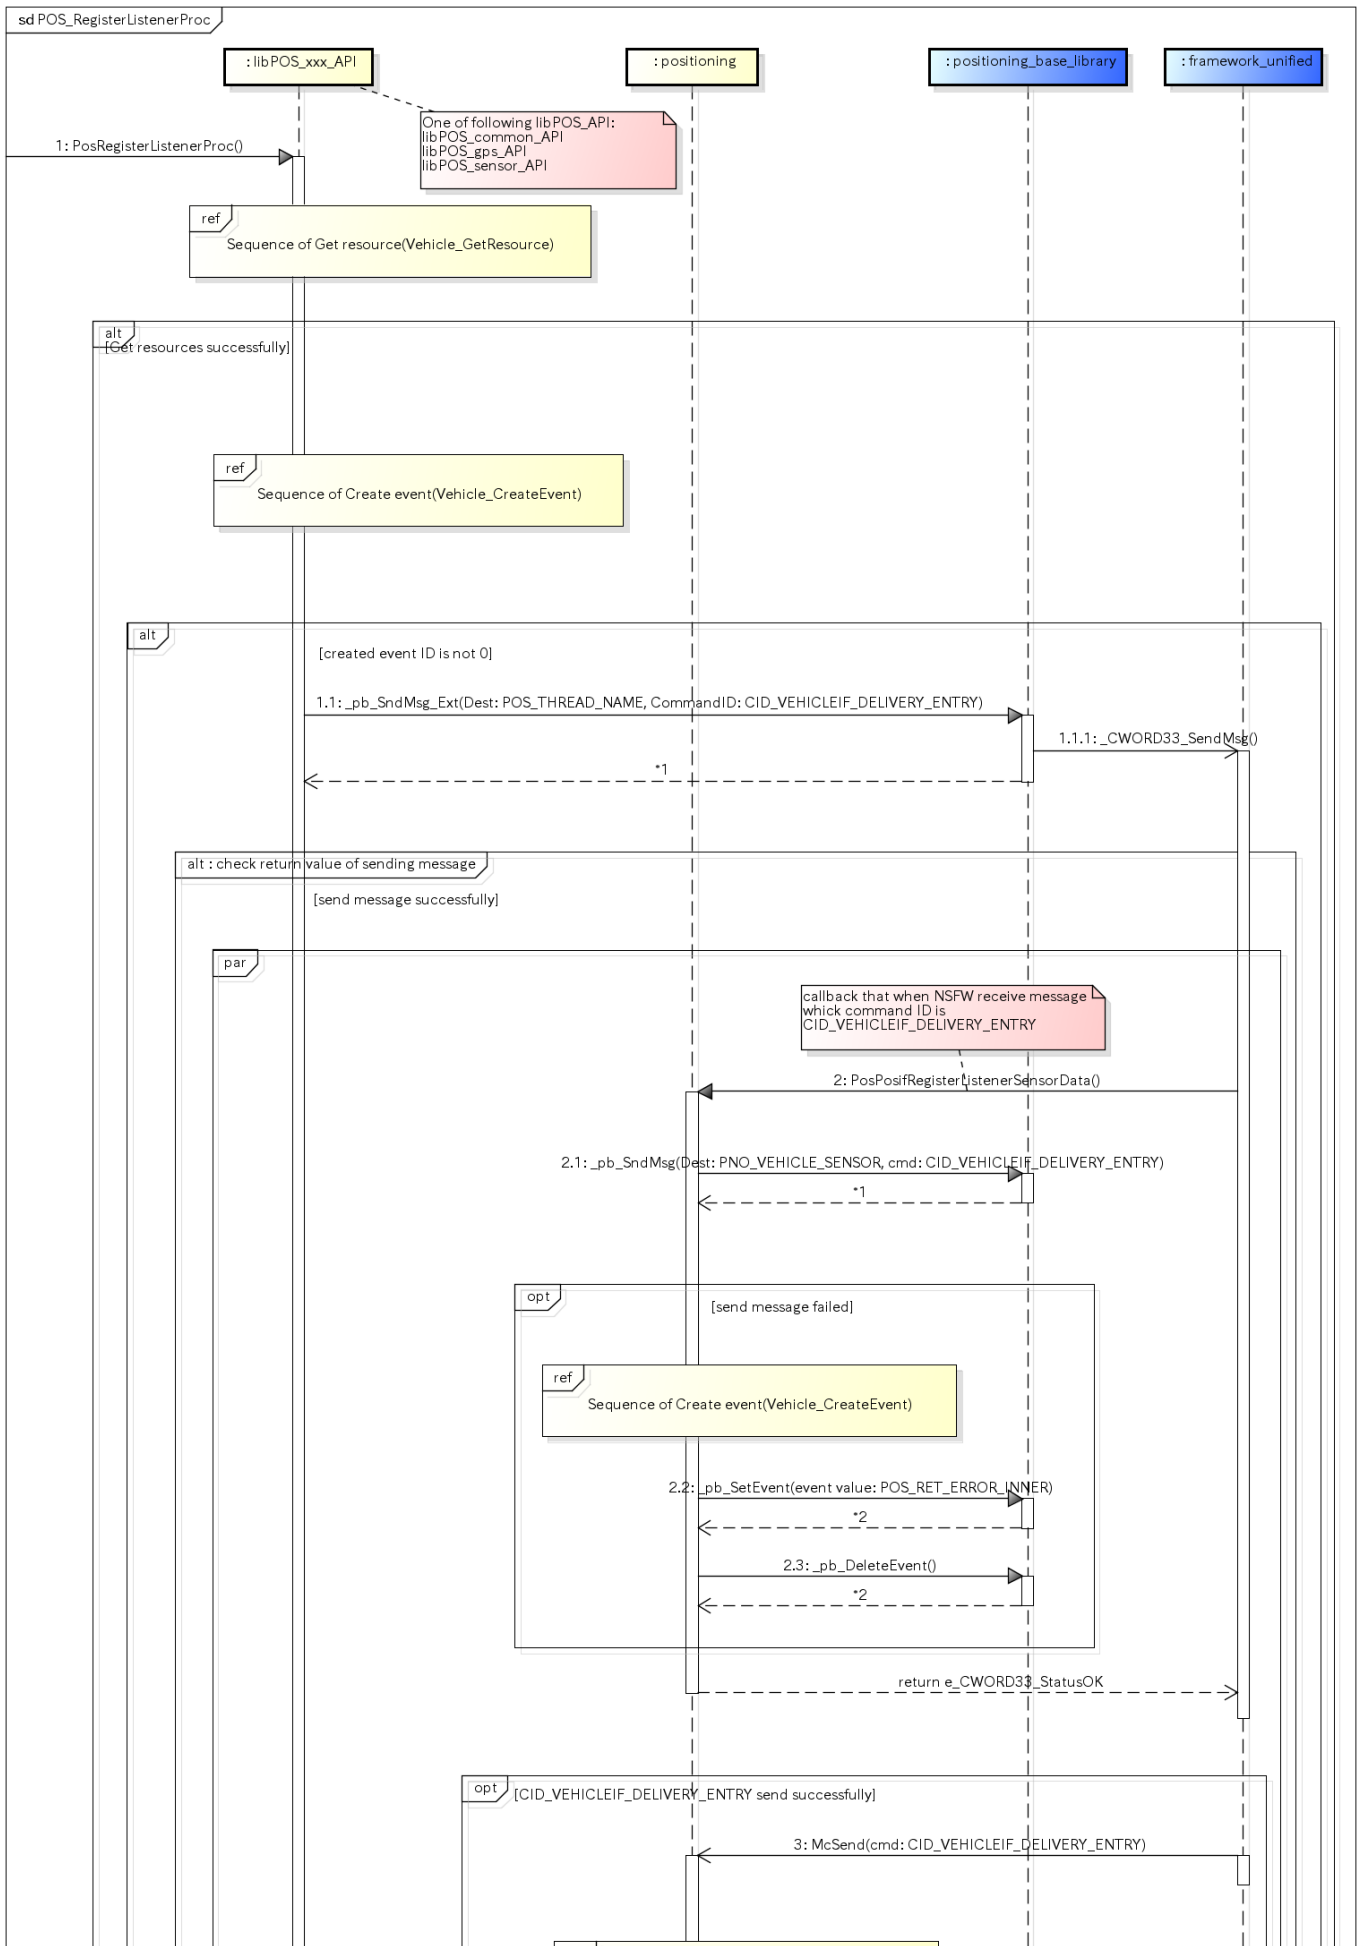 sd POS_RegisterListenerProc
: libPOS_xxx_API
: positioning
: positioning_base_library
: framework_unified
One of following libPOS_API:
libPOS_common_API
libPOS_gps_API
libPOS_sensor_API
1: PosRegisterListenerProc()
ref
Sequence of Get resource(Vehicle_GetResource)
alt
[Get resources successfully]
ref
Sequence of Create event(Vehicle_CreateEvent)
alt
[created event ID is not 0]
1.1: _pb_SndMsg_Ext(Dest: POS_THREAD_NAME, CommandID: CID_VEHICLEIF_DELIVERY_ENTRY)
1.1.1: _CWORD33_SendMsg()
*1
alt : check return value of sending message
[send message successfully]
par
callback that when NSFW receive message
whick command ID is
CID_VEHICLEIF_DELIVERY_ENTRY
2: PosPosifRegisterListenerSensorData()
2.1: _pb_SndMsg(Dest: PNO_VEHICLE_SENSOR, cmd: CID_VEHICLEIF_DELIVERY_ENTRY)
*1
opt
[send message failed]
ref
Sequence of Create event(Vehicle_CreateEvent)
2.2: _pb_SetEvent(event value: POS_RET_ERROR_INNER)
*2
2.3: _pb_DeleteEvent()
*2
return e_CWORD33_StatusOK
opt
[CID_VEHICLEIF_DELIVERY_ENTRY send successfully]
3: McSend(cmd: CID_VEHICLEIF_DELIVERY_ENTRY)